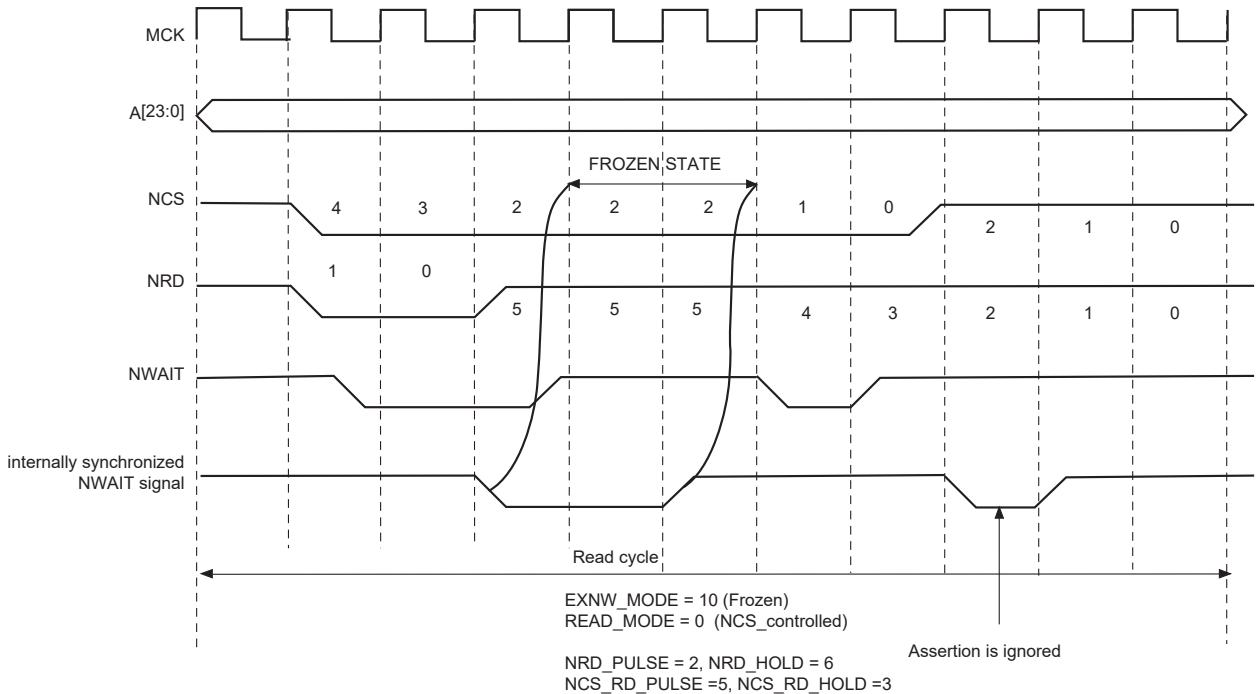 MCK
A[23:0]
FROZEN STATE
NCS
4 3 2 2 2 1 0
2 1 0
1 0
NRD
5 5 5 4 3 2 1 0
NWAIT
internally synchronized
NWAIT signal
Read cycle
EXNW_MODE = 10 (Frozen)
READ_MODE = 0 (NCS_controlled)
Assertion is ignored
NRD_PULSE = 2, NRD_HOLD = 6
NCS_RD_PULSE =5, NCS_RD_HOLD =3